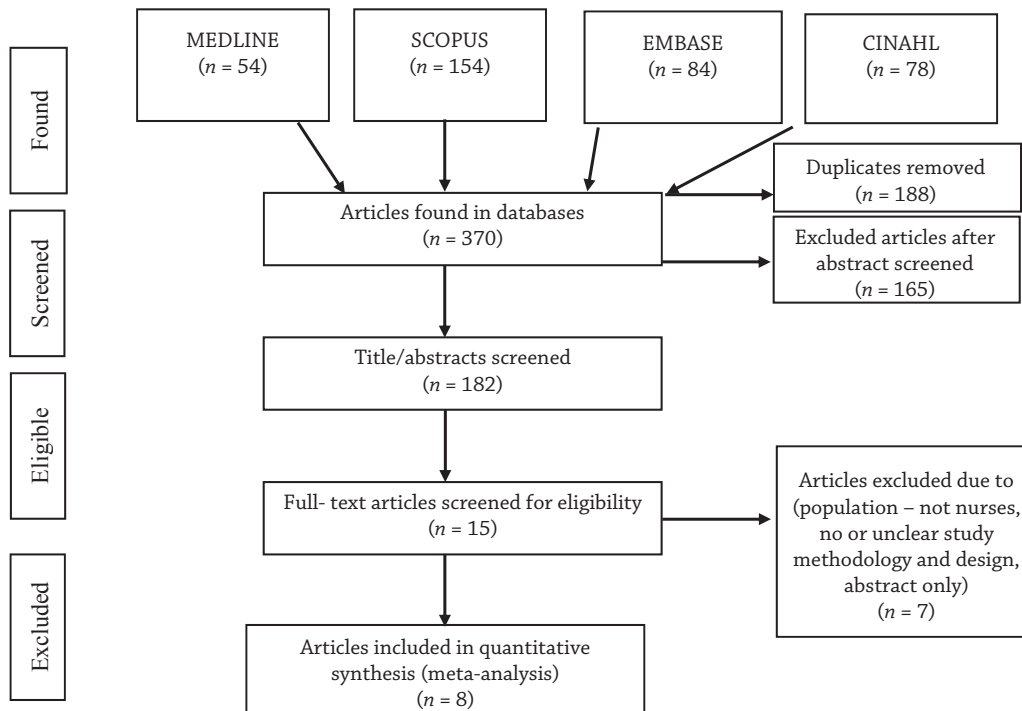 MEDLINE
(n = 54)
SCOPUS
(n = 154)
EMBASE
(n = 84)
CINAHL
(n = 78)
Found
Duplicates removed
(n = 188)
Articles found in databases
(n = 370)
Excluded articles after
abstract screened
(n = 165)
Screened
Title/abstracts screened
(n = 182)
Eligible
Full- text articles screened for eligibility
(n = 15)
Articles excluded due to
(population – not nurses,
no or unclear study
methodology and design,
abstract only)
(n = 7)
Excluded
Articles included in quantitative
synthesis (meta-analysis)
(n = 8)